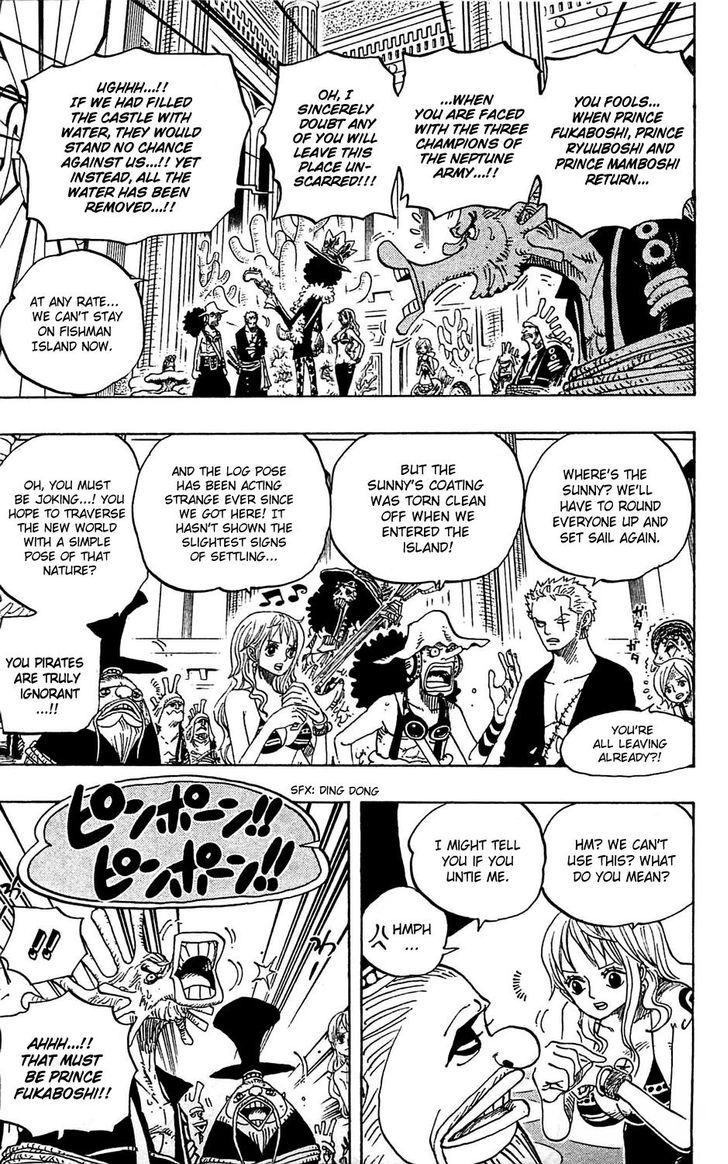 YOU FOOLS...
WHEN PRINCE
FUKABOSHI, PRINCE
RYUUBOSHI AND
PRINCE MAMBOSHI
RETURN...
...WHEN
YOU ARE FACED
WITH THE THREE
CHAMPIONS OF
THE NEPTUNE
ARMY...!!
OH, I
SINCERELY
DOUBT ANY
OF YOU WILL
LEAVE THIS
PLACE UN-
SCARRED!!!
UGHHH...!!
IF WE HAD FILLED
THE CASTLE WITH
WATER, THEY WOULD
STAND NO CHANCE
AGAINST US...!! YET
INSTEAD, ALL THE
WATER HAS BEEN
REMOVED...!!
AT ANY RATE...
WE CAN'T STAY
ON FISHMAN
ISLAND NOW.
WHERE'S THE
SUNNY? WE'LL
HAVE TO ROUND
EVERYONE UP AND
SET SAIL AGAIN.
BUT THE
SUNNY'S COATING
WAS TORN CLEAN
OFF WHEN WE
ENTERED THE
ISLAND!
AND THE LOG POSE
HAS BEEN ACTING
STRANGE EVER SINCE
WE GOT HERE! IT
HASN'T SHOWN THE
SLIGHTEST SIGNS
OF SETTLING...
OH, YOU MUST
BE JOKING...! YOU
HOPE TO TRAVERSE
THE NEW WORLD
WITH A SIMPLE
POSE OF THAT
NATURE?
YOU PIRATES
ARE TRULY
IGNORANT
...!!
ガタ
YOU'RE
ALL LEAVING
ALREADY?!
HM? WE CAN'T
USE THIS? WHAT
DO YOU MEAN?
I MIGHT TELL
YOU IF YOU
UNTIE ME.
HMPH
...
SFX: DING DONG
ピンポーン!!
ピンポーン!!
!!
AHHH...!!
THAT MUST
BE PRINCE
FUKABOSHI!!